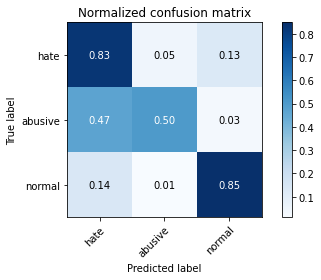 Normalized confusion matrix
True label
hate 0.83 0.05 0.13
abusive 0.47 0.50 0.03
normal 0.14 0.01 0.85
hate abusive normal
Predicted label
0.8
0.7
0.6
0.5
0.4
0.3
0.2
0.1